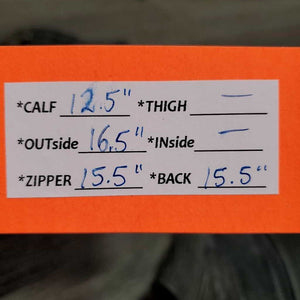 *CALF 12.5" *THIGH —
*OUTside 16.5" *INside —
*ZIPPER 15.5" *BACK 15.5"